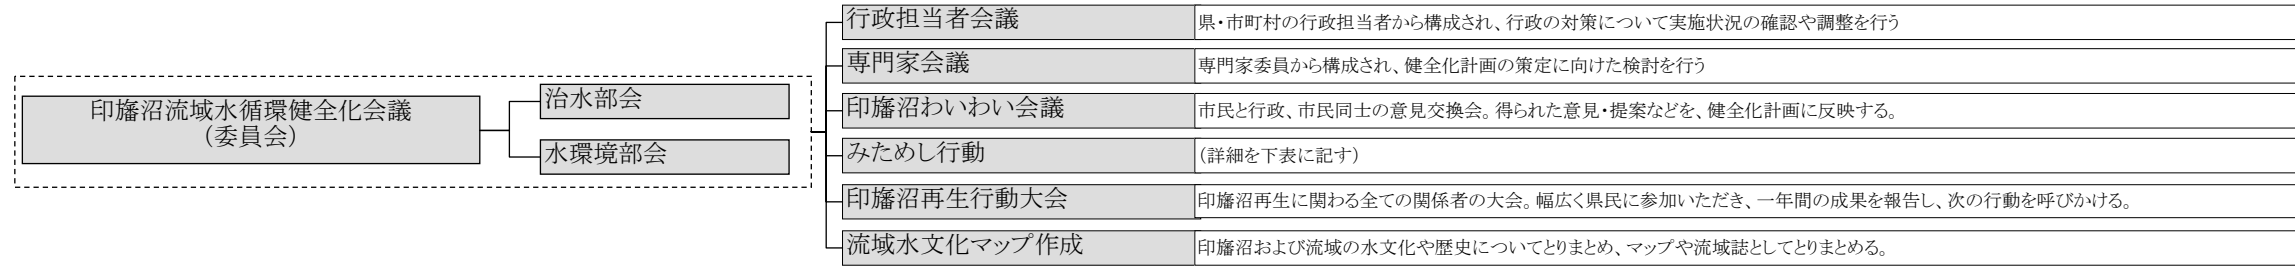 行政担当者会議
県・市町村の行政担当者から構成され、行政の対策について実施状況の確認や調整を行う
専門家会議
専門家委員から構成され、健全化計画の策定に向けた検討を行う
印旛沼流域水循環健全化会議
（委員会）
治水部会
水環境部会
印旛沼わいわい会議
市民と行政、市民同士の意見交換会。得られた意見・提案などを、健全化計画に反映する。
みためし行動
（詳細を下表に記す）
印旛沼再生行動大会
印旛沼再生に関わる全ての関係者の大会。幅広く県民に参加いただき、一年間の成果を報告し、次の行動を呼びかける。
流域水文化マップ作成
印旛沼および流域の水文化や歴史についてとりまとめ、マップや流域誌としてとりまとめる。